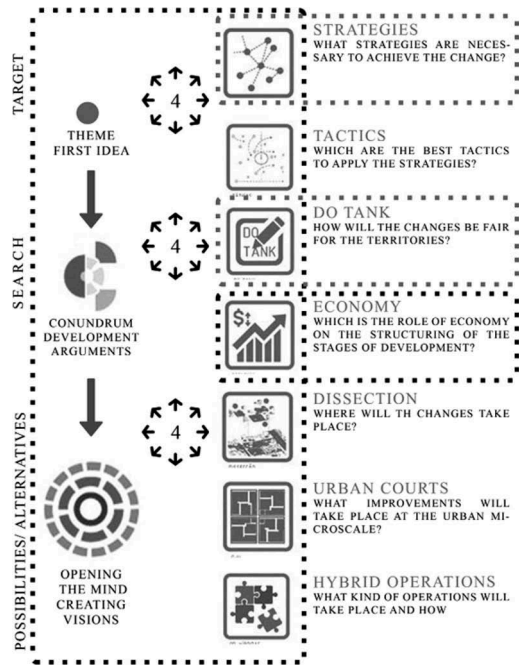 TARGET
THEME
FIRST IDEA
SEARCH
CONUNDRUM
DEVELOPMENT
ARGUMENTS
POSSIBILITIES/ ALTERNATIVES
OPENING
THE MIND
CREATING
VISIONS
4
4
4
STRATEGIES
WHAT STRATEGIES ARE NECES-
SARY TO ACHIEVE THE CHANGE?
TACTICS
WHICH ARE THE BEST TACTICS
TO APPLY THE STRATEGIES?
DO
TANK
DO TANK
HOW WILL THE CHANGES BE FAIR
FOR THE TERRITORIES?
$
ECONOMY
WHICH IS THE ROLE OF ECONOMY
ON THE STRUCTURING OF THE
STAGES OF DEVELOPMENT?
DISSECTION
WHERE WILL TH CHANGES TAKE
PLACE?
URBAN COURTS
WHAT IMPROVEMENTS WILL
TAKE PLACE AT THE URBAN MI-
CROSCALE?
HYBRID OPERATIONS
WHAT KIND OF OPERATIONS WILL
TAKE PLACE AND HOW